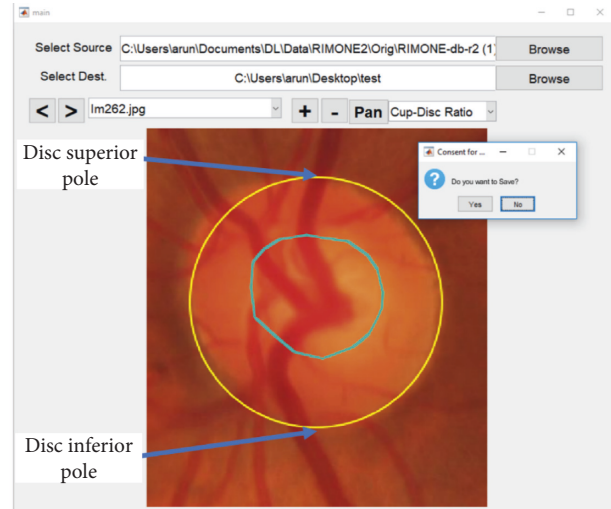 main
Select Source C:\Users\arun\Documents\DL\Data\RIMONE2\Orig\RIMONE-db-r2 (1) Browse
Select Dest. C:\Users\arun\Desktop\test Browse
< > Im262.jpg + - Pan Cup-Disc Ratio
Disc superior
pole
Consent for ...
Do you want to Save?
Yes No
Disc inferior
pole